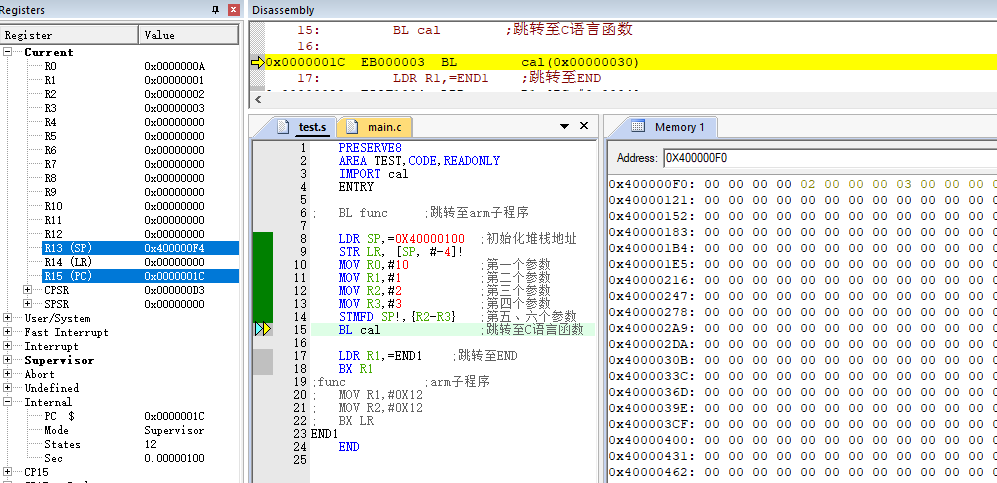 Registers
Register Value
Current
R0 0x0000000A
R1 0x00000001
R2 0x00000002
R3 0x00000003
R4 0x00000000
R5 0x00000000
R6 0x00000000
R7 0x00000000
R8 0x00000000
R9 0x00000000
R10 0x00000000
R11 0x00000000
R12 0x00000000
R13 (SP) 0x400000F4
R14 (LR) 0x00000000
R15 (PC) 0x0000001C
CPSR 0x000000D3
SPSR 0x00000000
User/System
Fast Interrupt
Interrupt
Supervisor
Abort
Undefined
Internal
PC $ 0x0000001C
Mode Supervisor
States 12
Sec 0.00000100
CP15
Disassembly
15: BL cal ;跳转至C语言函数
16:
0x0000001C EB000003 BL cal(0x00000030)
17: LDR R1,=END1 ;跳转至END
test.s main.c
1 PRESERVE8
2 AREA TEST,CODE,READONLY
3 IMPORT cal
4 ENTRY
5
6 ; BL func ;跳转至arm子程序
7
8 LDR SP,=0X40000100 ;初始化堆栈地址
9 STR LR, [SP, #-4]!
10 MOV R0,#10 ;第一个参数
11 MOV R1,#1 ;第二个参数
12 MOV R2,#2 ;第三个参数
13 MOV R3,#3 ;第四个参数
14 STMFD SP!,{R2-R3} ;第五、六个参数
15 BL cal ;跳转至C语言函数
16
17 LDR R1,=END1 ;跳转至END
18 BX R1
19 ;func ;arm子程序
20 ; MOV R1,#0X12
21 ; MOV R2,#0X12
22 ; BX LR
23 END1
24 END
25
Memory 1
Address: 0X400000F0
0x400000F0: 00 00 00 00 02 00 00 00 03 00 00 00
0x40000121: 00 00 00 00 00 00 00 00 00 00 00 00
0x40000152: 00 00 00 00 00 00 00 00 00 00 00 00
0x40000183: 00 00 00 00 00 00 00 00 00 00 00 00
0x400001B4: 00 00 00 00 00 00 00 00 00 00 00 00
0x400001E5: 00 00 00 00 00 00 00 00 00 00 00 00
0x40000216: 00 00 00 00 00 00 00 00 00 00 00 00
0x40000247: 00 00 00 00 00 00 00 00 00 00 00 00
0x40000278: 00 00 00 00 00 00 00 00 00 00 00 00
0x400002A9: 00 00 00 00 00 00 00 00 00 00 00 00
0x400002DA: 00 00 00 00 00 00 00 00 00 00 00 00
0x4000030B: 00 00 00 00 00 00 00 00 00 00 00 00
0x4000033C: 00 00 00 00 00 00 00 00 00 00 00 00
0x4000036D: 00 00 00 00 00 00 00 00 00 00 00 00
0x4000039E: 00 00 00 00 00 00 00 00 00 00 00 00
0x400003CF: 00 00 00 00 00 00 00 00 00 00 00 00
0x40000400: 00 00 00 00 00 00 00 00 00 00 00 00
0x40000431: 00 00 00 00 00 00 00 00 00 00 00 00
0x40000462: 00 00 00 00 00 00 00 00 00 00 00 00